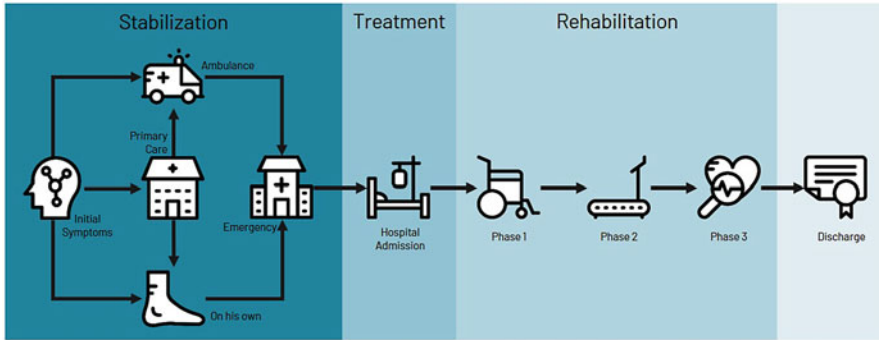 Stabilization
Treatment
Rehabilitation
Ambulance
Primary
Care
Initial
Symptoms
Emergency
On his own
Hospital
Admission
Phase 1
Phase 2
Phase 3
Discharge